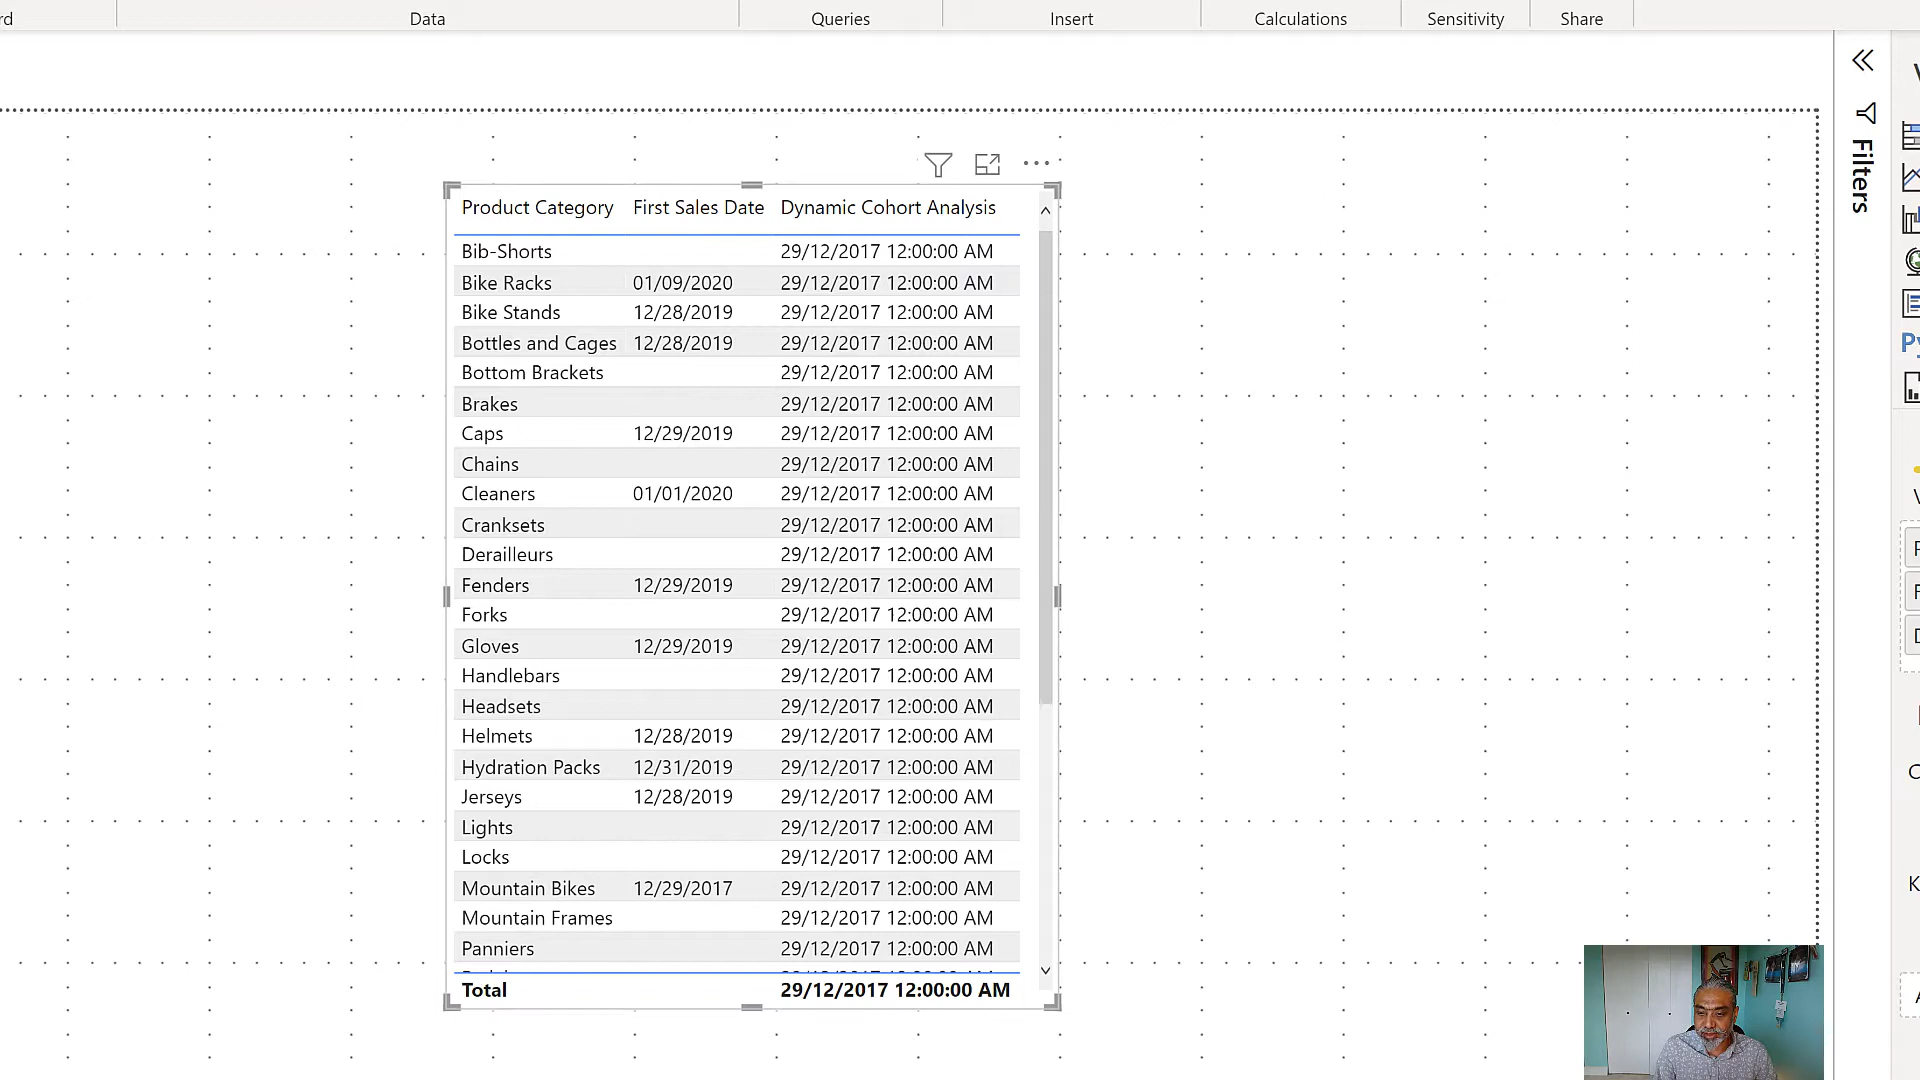 Data
Queries
Insert
Calculations
Sensitivity
Share
Filters
Product Category First Sales Date Dynamic Cohort Analysis
Bib-Shorts 29/12/2017 12:00:00 AM
Bike Racks 01/09/2020 29/12/2017 12:00:00 AM
Bike Stands 12/28/2019 29/12/2017 12:00:00 AM
Bottles and Cages 12/28/2019 29/12/2017 12:00:00 AM
Bottom Brackets 29/12/2017 12:00:00 AM
Brakes 29/12/2017 12:00:00 AM
Caps 12/29/2019 29/12/2017 12:00:00 AM
Chains 29/12/2017 12:00:00 AM
Cleaners 01/01/2020 29/12/2017 12:00:00 AM
Cranksets 29/12/2017 12:00:00 AM
Derailleurs 29/12/2017 12:00:00 AM
Fenders 12/29/2019 29/12/2017 12:00:00 AM
Forks 29/12/2017 12:00:00 AM
Gloves 12/29/2019 29/12/2017 12:00:00 AM
Handlebars 29/12/2017 12:00:00 AM
Headsets 29/12/2017 12:00:00 AM
Helmets 12/28/2019 29/12/2017 12:00:00 AM
Hydration Packs 12/31/2019 29/12/2017 12:00:00 AM
Jerseys 12/28/2019 29/12/2017 12:00:00 AM
Lights 29/12/2017 12:00:00 AM
Locks 29/12/2017 12:00:00 AM
Mountain Bikes 12/29/2017 29/12/2017 12:00:00 AM
Mountain Frames 29/12/2017 12:00:00 AM
Panniers 29/12/2017 12:00:00 AM
Total 29/12/2017 12:00:00 AM